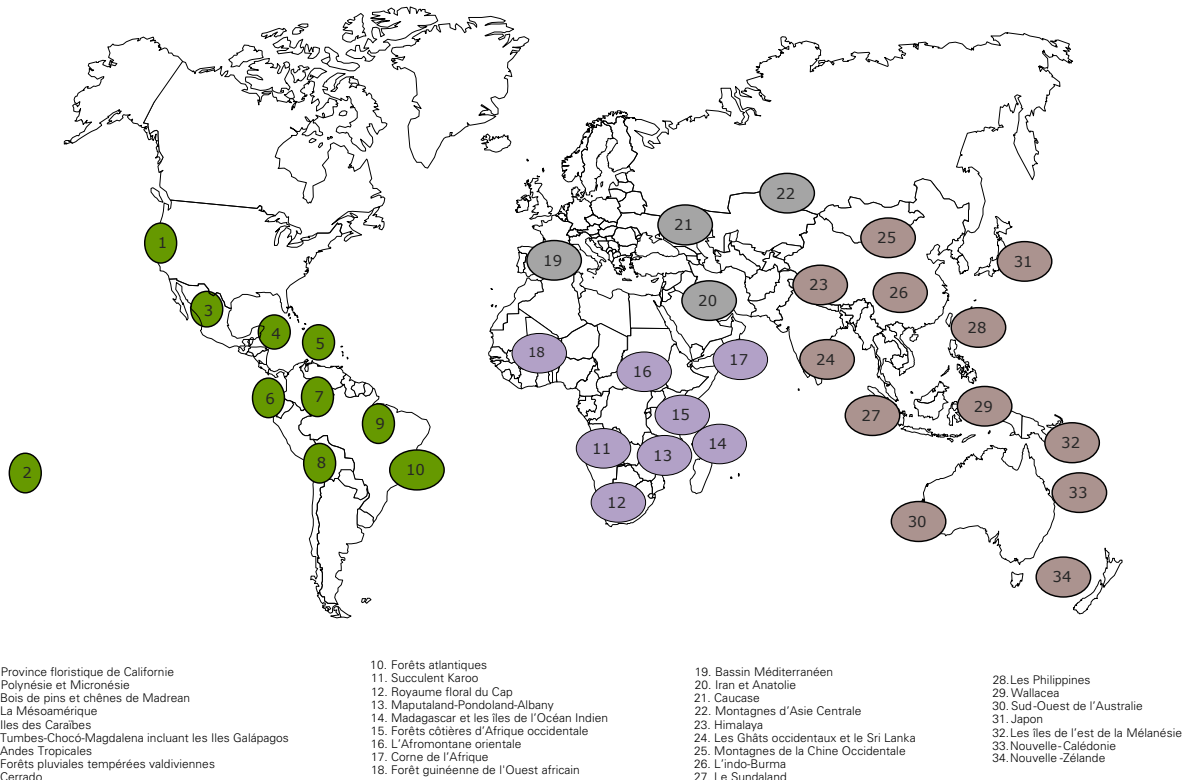 22
21
25
1
19
31
23
26
20
3
28
4
5
18
17
16
24
6
7
15
29
27
9
14
32
11
13
8
10
2
33
12
30
34
Province floristique de Californie
Polynésie et Micronésie
Bois de pins et chênes de Madrean
La Mésoamérique
Iles des Caraïbes
Tumbes-Chocó-Magdalena incluant les Iles Galápagos
Andes Tropicales
Forêts pluviales tempérées valdiviennes
Cerrado
10. Forêts atlantiques
11. Succulent Karoo
12. Royaume floral du Cap
13. Maputaland-Pondoland-Albany
14. Madagascar et les îles de l'Océan Indien
15. Forêts côtières d'Afrique occidentale
16. L'Afromontane orientale
17. Corne de l'Afrique
18. Forêt guinéenne de l'Ouest africain
19. Bassin Méditerranéen
20. Iran et Anatolie
21. Caucase
22. Montagnes d'Asie Centrale
23. Himalaya
24. Les Ghâts occidentaux et le Sri Lanka
25. Montagnes de la Chine Occidentale
26. L'indo-Burma
27. Le Sundaland
28. Les Philippines
29. Wallacea
30. Sud-Ouest de l'Australie
31. Japon
32. Les îles de l'est de la Mélanésie
33. Nouvelle-Calédonie
34. Nouvelle -Zélande